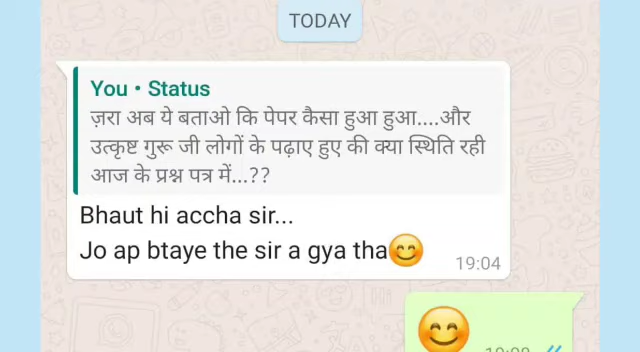 TODAY
You • Status
ज़रा अब ये बताओ कि पेपर कैसा हुआ हुआ....और
उत्कृष्ट गुरू जी लोगों के पढ़ाए हुए की क्या स्थिति रही
आज के प्रश्न पत्र में...??
Bhaut hi accha sir...
Jo ap btaye the sir a gya tha😊
19:04
😊